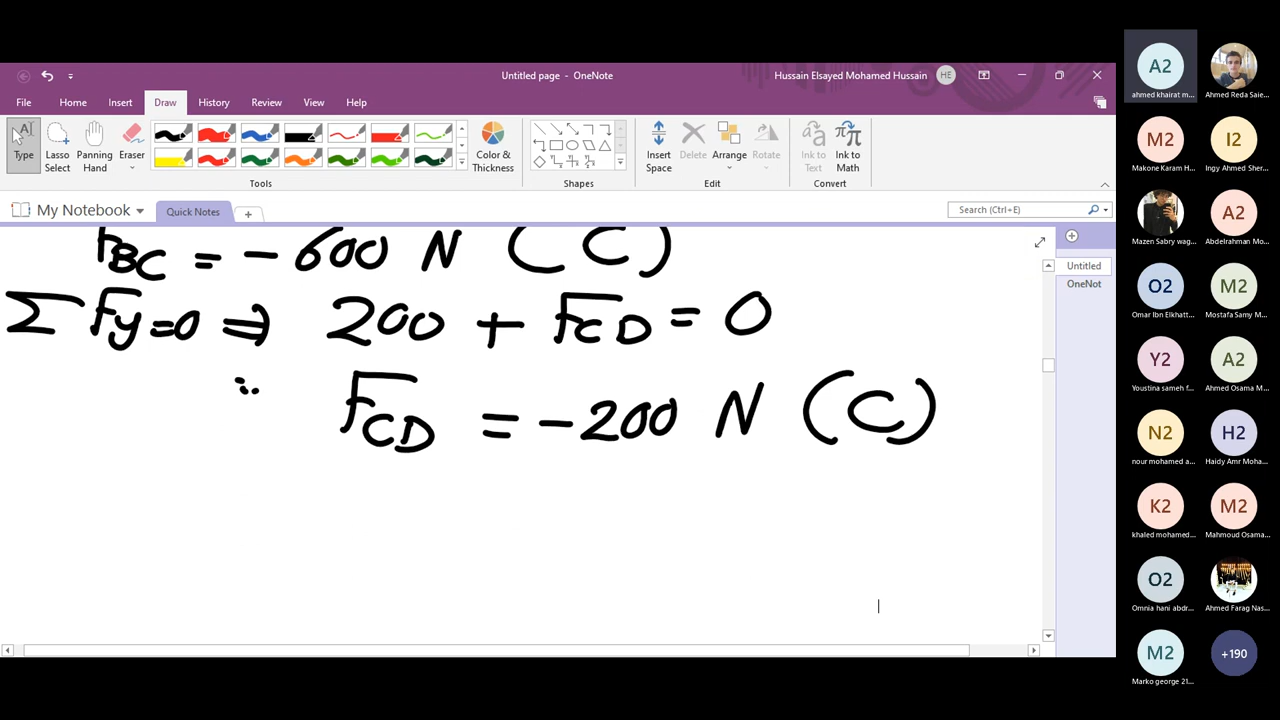 Untitled page - OneNote
Hussain Elsayed Mohamed Hussain HE
File Home Insert Draw History Review View Help
Type
Lasso Select
Panning Hand
Eraser
Color & Thickness
Insert Space
Delete
Arrange
Rotate
Ink to Text
Ink to Math
Tools
Shapes
Edit
Convert
My Notebook
Quick Notes
Search (Ctrl+E)
Untitled
OneNot
F_BC = -600 N (C)
Σ Fy=0 ⇒ 200 + F_CD = 0
∴ F_CD = -200 N (C)
A2
ahmed khairat m...
Ahmed Reda Saie...
M2
Makone Karam H...
I2
Ingy Ahmed Sher...
Mazen Sabry wag...
A2
Abdelrahman Mo...
O2
Omar Ibn Elkhatt...
M2
Mostafa Samy M...
Y2
Youstina sameh f...
A2
Ahmed Osama M...
N2
nour mohamed a...
H2
Haidy Amr Moha...
K2
khaled mohamed...
M2
Mahmoud Osama...
O2
Omnia hani abdr...
Ahmed Farag Nas...
M2
Marko george 21...
+190